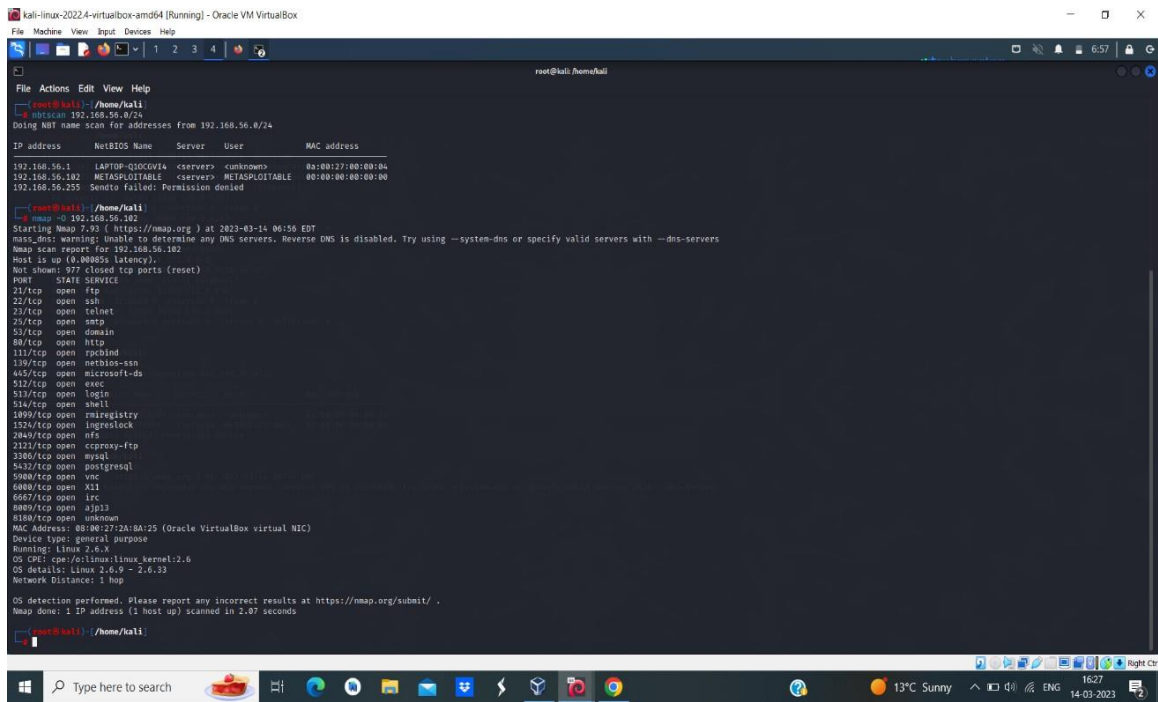 kali-linux-2022.4-virtualbox-amd64 [Running] - Oracle VM VirtualBox
File Machine View Input Devices Help
1 2 3 4
6:57
root@kali: /home/kali
File Actions Edit View Help
(root㉿kali)-[/home/kali]
# nbtscan 192.168.56.0/24
Doing NBT name scan for addresses from 192.168.56.0/24
IP address NetBIOS Name Server User MAC address
192.168.56.1 LAPTOP-Q1OCGVI4 <server> <unknown> 0a:00:27:00:00:04
192.168.56.102 METASPLOITABLE <server> METASPLOITABLE 00:00:00:00:00:00
192.168.56.255 Sendto failed: Permission denied
(root㉿kali)-[/home/kali]
# nmap -O 192.168.56.102
Starting Nmap 7.93 ( https://nmap.org ) at 2023-03-14 06:56 EDT
mass_dns: warning: Unable to determine any DNS servers. Reverse DNS is disabled. Try using --system-dns or specify valid servers with --dns-servers
Nmap scan report for 192.168.56.102
Host is up (0.00085s latency).
Not shown: 977 closed tcp ports (reset)
PORT STATE SERVICE
21/tcp open ftp
22/tcp open ssh
23/tcp open telnet
25/tcp open smtp
53/tcp open domain
80/tcp open http
111/tcp open rpcbind
139/tcp open netbios-ssn
445/tcp open microsoft-ds
512/tcp open exec
513/tcp open login
514/tcp open shell
1099/tcp open rmiregistry
1524/tcp open ingreslock
2049/tcp open nfs
2121/tcp open ccproxy-ftp
3306/tcp open mysql
5432/tcp open postgresql
5900/tcp open vnc
6000/tcp open X11
6667/tcp open irc
8009/tcp open ajp13
8180/tcp open unknown
MAC Address: 08:00:27:2A:8A:25 (Oracle VirtualBox virtual NIC)
Device type: general purpose
Running: Linux 2.6.X
OS CPE: cpe:/o:linux:linux_kernel:2.6
OS details: Linux 2.6.9 - 2.6.33
Network Distance: 1 hop
OS detection performed. Please report any incorrect results at https://nmap.org/submit/ .
Nmap done: 1 IP address (1 host up) scanned in 2.07 seconds
(root㉿kali)-[/home/kali]
#
Right Ctr
Type here to search
13°C Sunny
ENG
16:27
14-03-2023
2